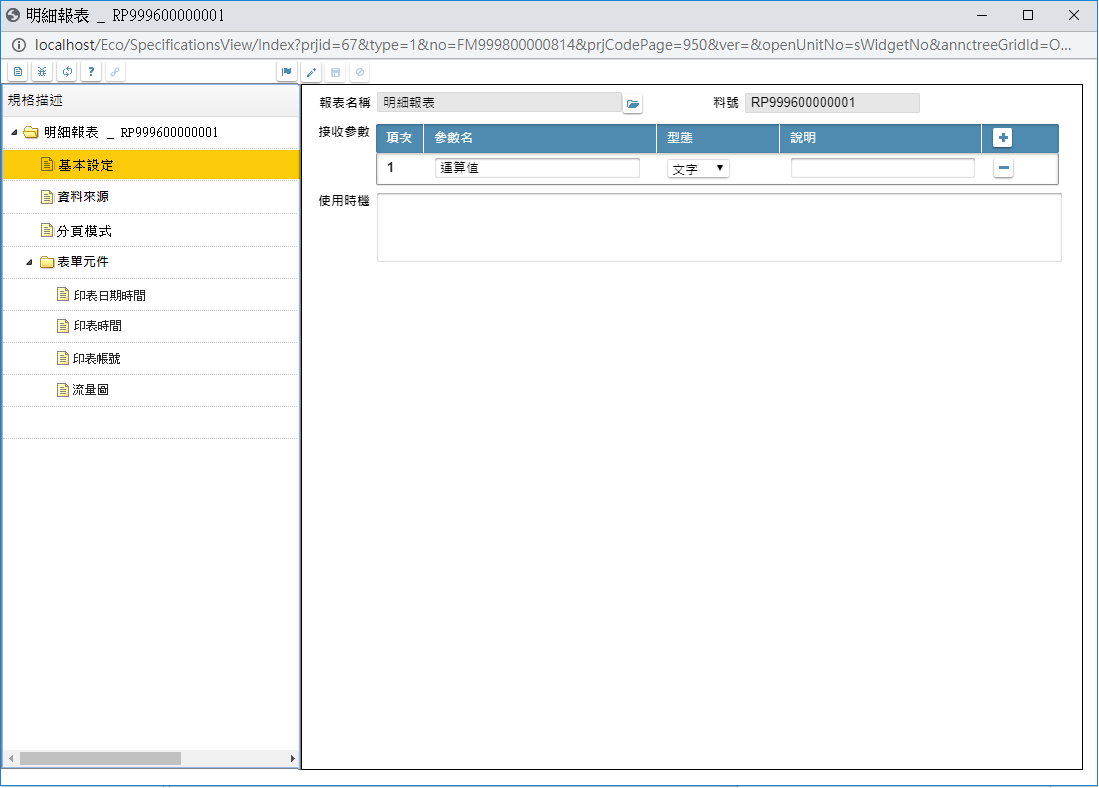 明細報表 _ RP999600000001
localhost/Eco/SpecificationsView/Index?prjid=67&type=1&no=FM999800000814&prjCodePage=950&ver=&openUnitNo=sWidgetNo&annctreeGridId=O...
規格描述
明細報表 _ RP999600000001
基本設定
資料來源
分頁模式
表單元件
印表日期時間
印表時間
印表帳號
流量圖
報表名稱 明細報表 料號 RP999600000001
接收參數 項次 參數名 型態 說明
1 運算值 文字
使用時機